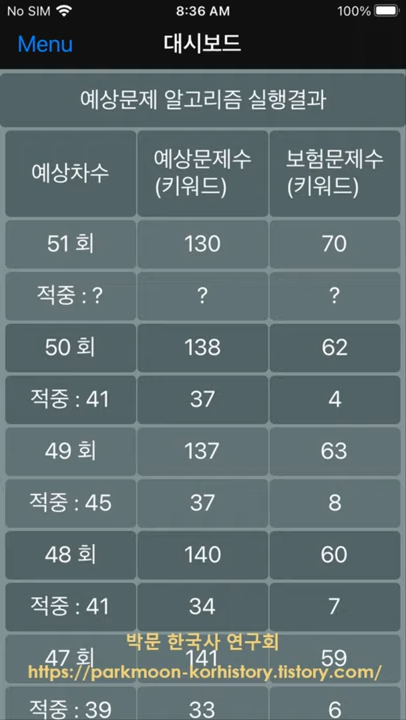 No SIM 8:36 AM 100%
Menu 대시보드
예상문제 알고리즘 실행결과
예상차수 예상문제수 (키워드) 보험문제수 (키워드)
51 회 130 70
적중 : ? ? ?
50 회 138 62
적중 : 41 37 4
49 회 137 63
적중 : 45 37 8
48 회 140 60
적중 : 41 34 7
박문 한국사 연구회
47 회 141 59
https://parkmoon-korhistory.tistory.com/
적중 : 39 33 6